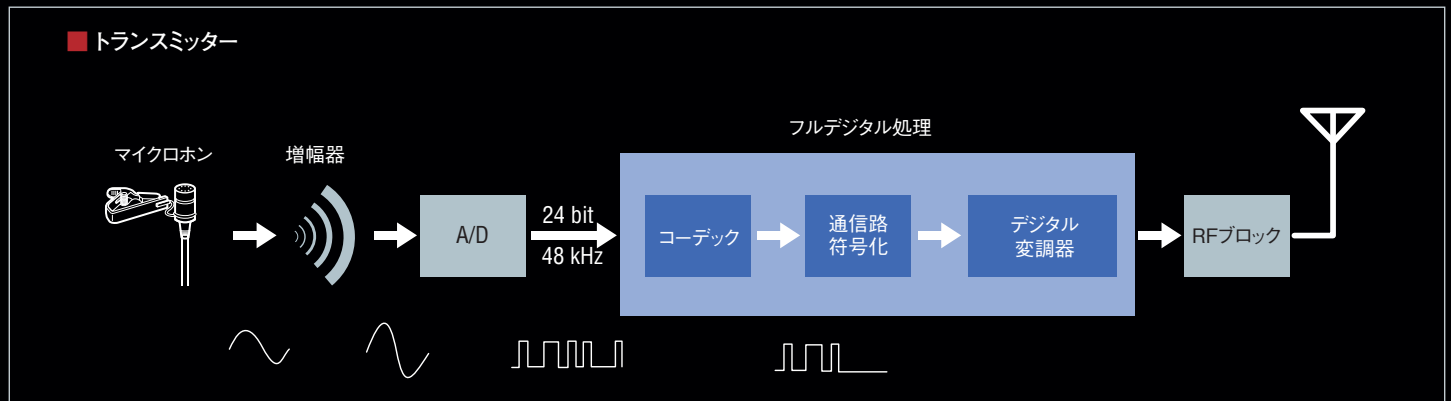 トランスミッター
フルデジタル処理
マイクロホン
増幅器
A/D
24 bit
48 kHz
コーデック
通信路
符号化
デジタル
変調器
RFブロック